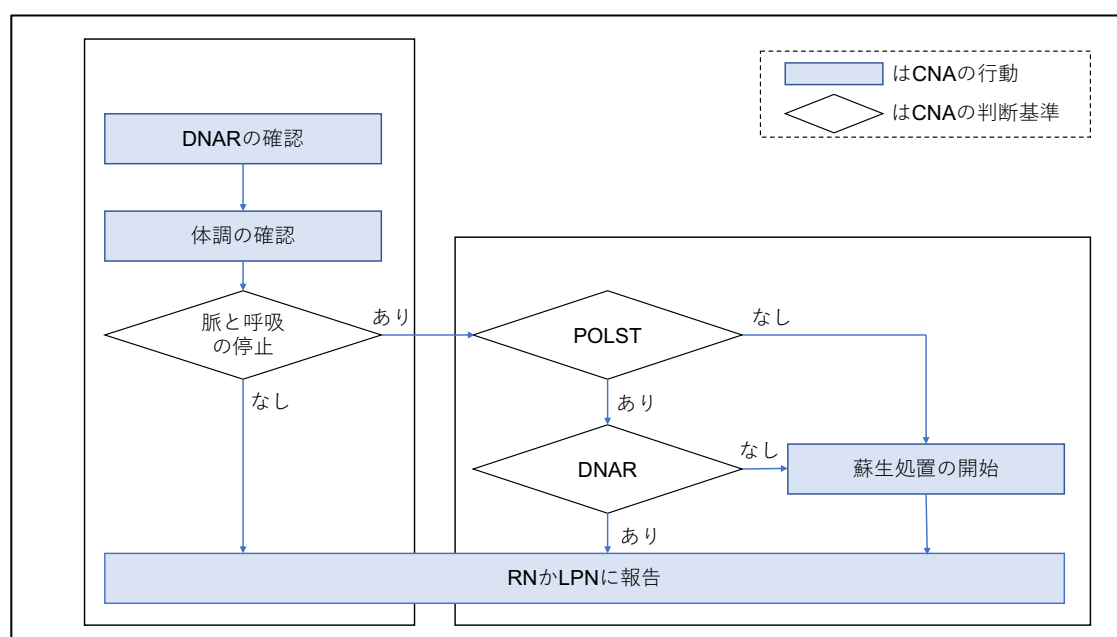 はCNAの行動
はCNAの判断基準
DNARの確認
体調の確認
脈と呼吸
の停止
あり
なし
POLST
なし
あり
DNAR
なし
あり
蘇生処置の開始
RNかLPNに報告